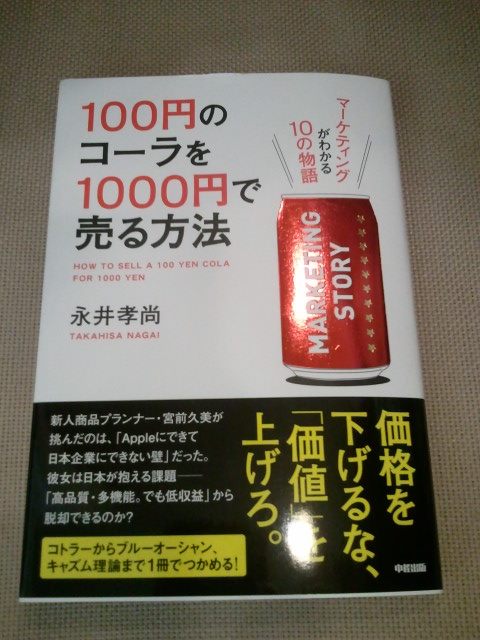 100円の
コーラを
1000円で
売る方法
HOW TO SELL A 100 YEN COLA
FOR 1000 YEN
永井孝尚
TAKAHISA NAGAI
マーケティング
がわかる
10の物語
MARKETING
STORY
価格を
下げるな、
「価値」を
上げろ。
新人商品プランナー・宮前久美が
挑んだのは、「Appleにできて
日本企業にできない壁」だった。
彼女は日本が抱える課題――
「高品質・多機能。でも低収益」から
脱却できるのか?
コトラーからブルーオーシャン、
キャズム理論まで1冊でつかめる!
中経出版